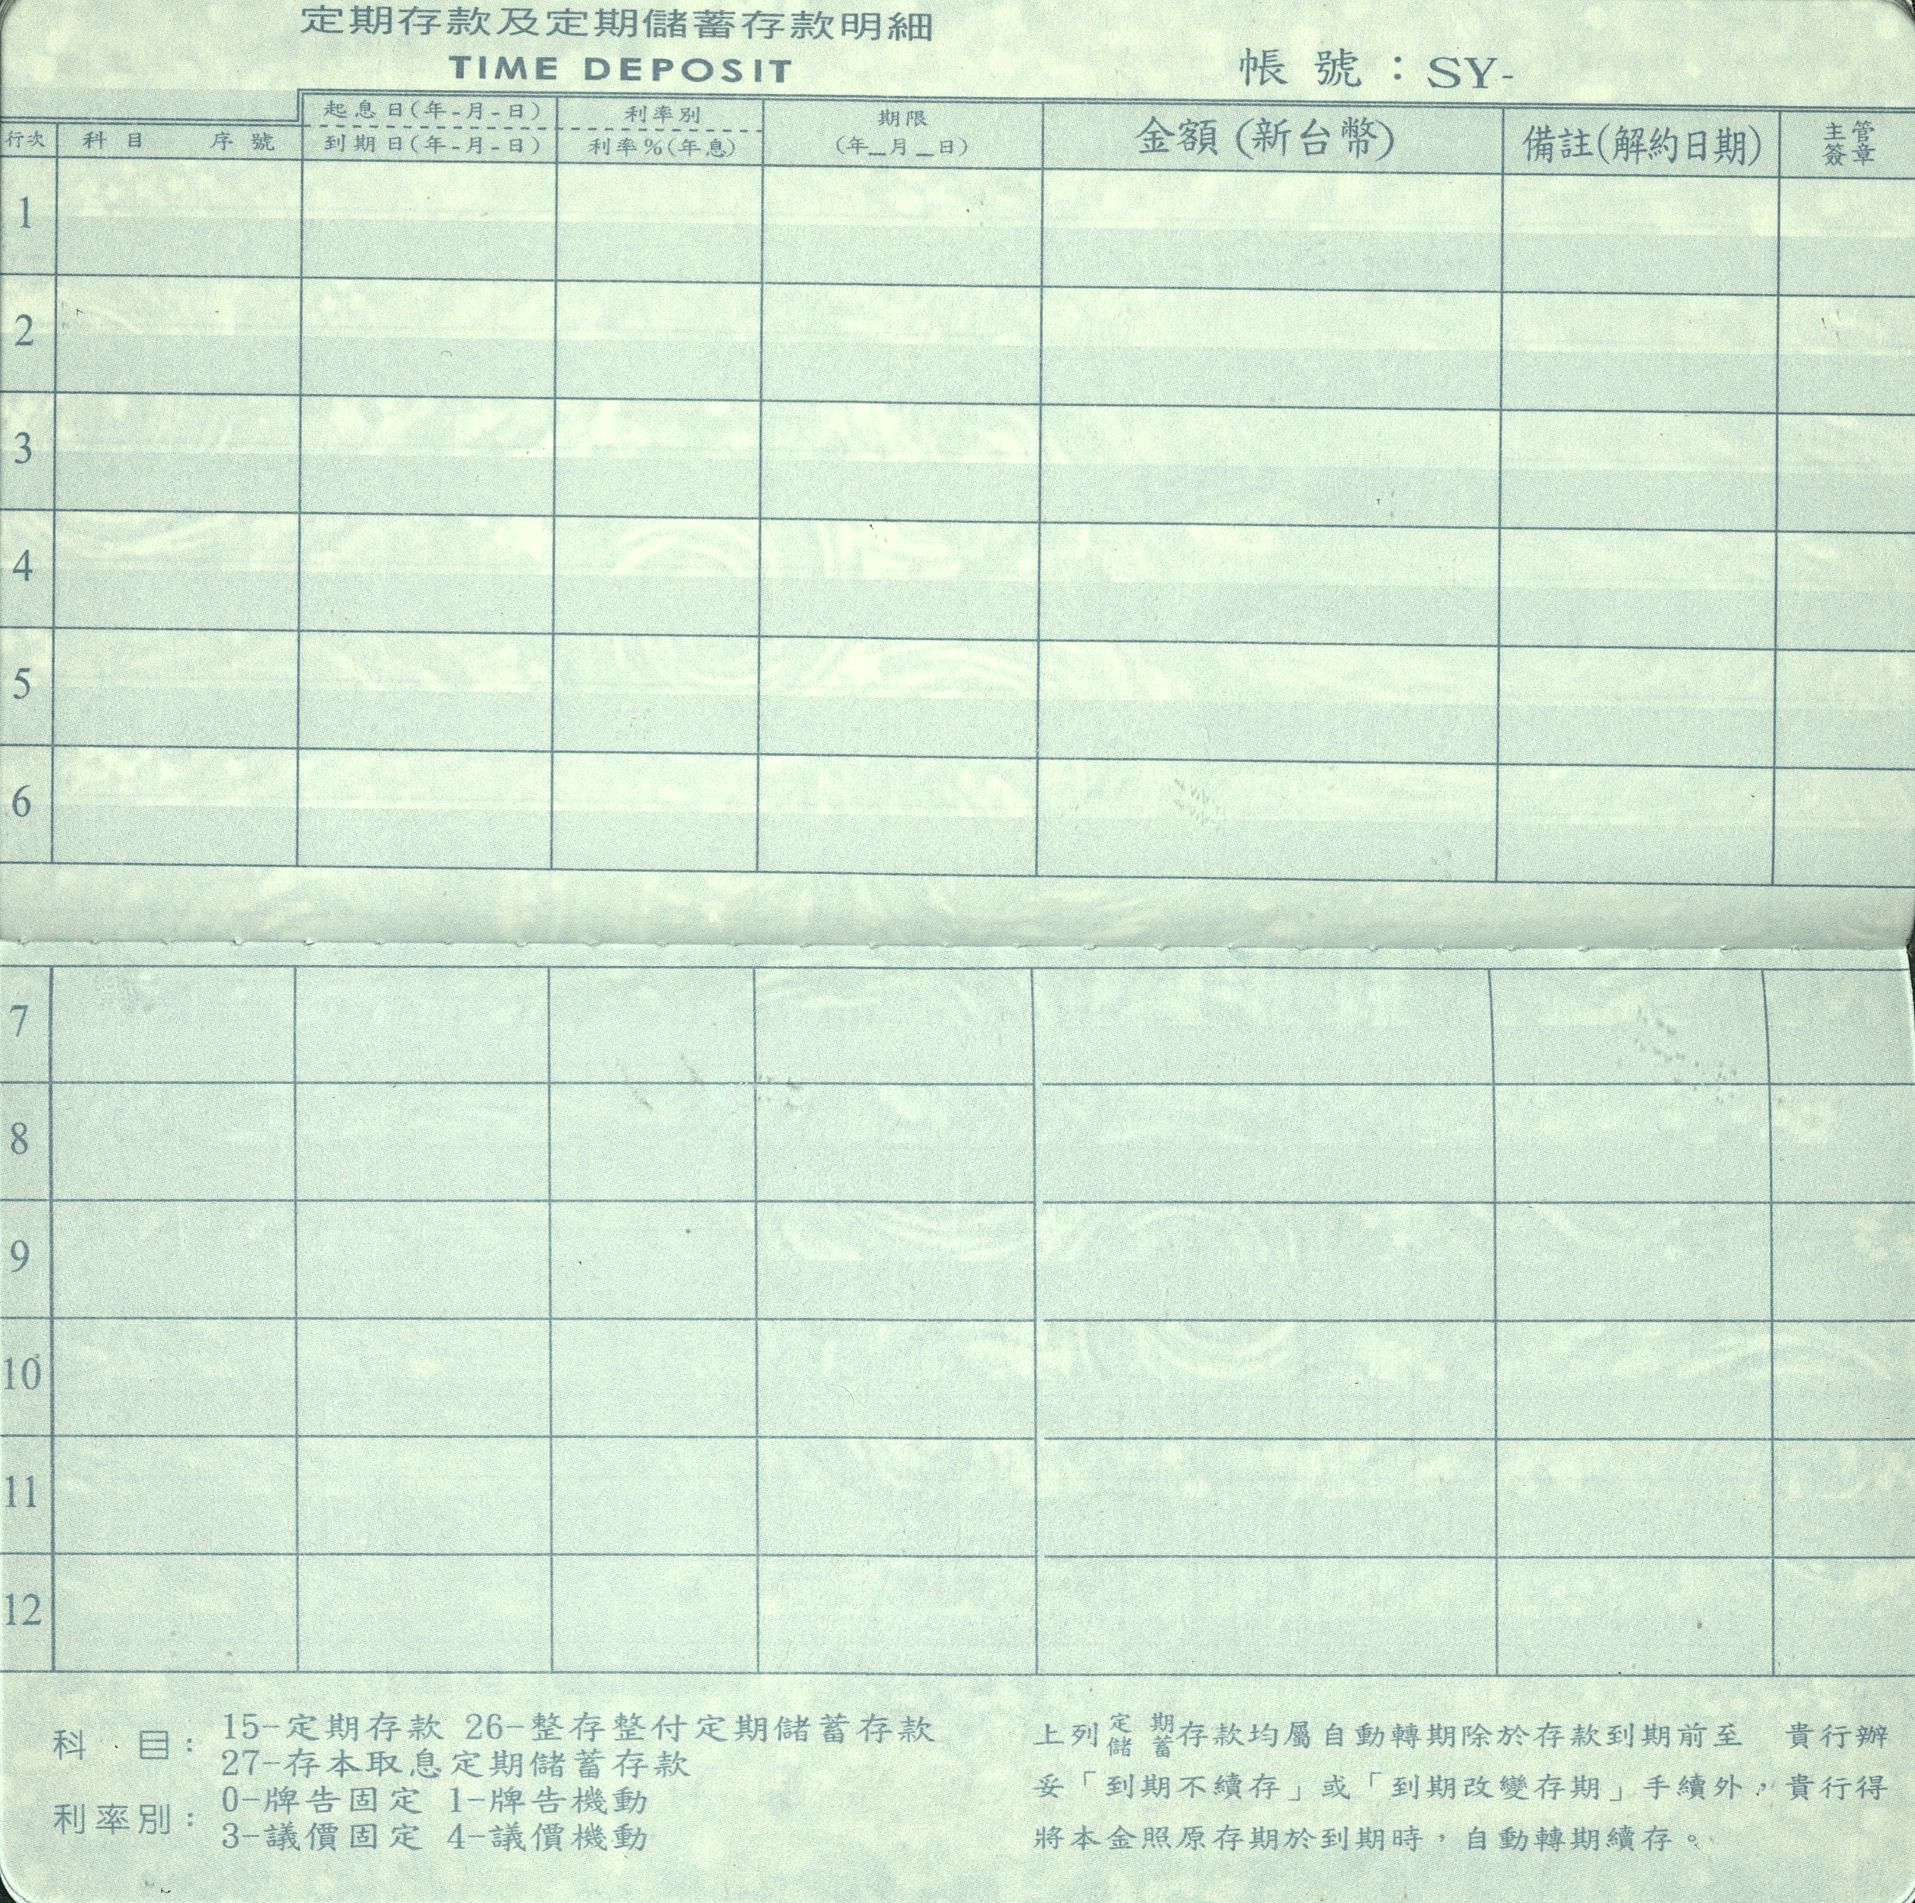 定期存款及定期儲蓄存款明細
TIME DEPOSIT
帳號：SY-
行次 科目 序號 起息日(年-月-日) 利率別 期限 金額(新台幣) 備註(解約日期) 主管
到期日(年-月-日) 利率%(年息) (年_月_日) 簽章
1
2
3
4
5
6
7
8
9
10
11
12
科目：15-定期存款 26-整存整付定期儲蓄存款
27-存本取息定期儲蓄存款
利率別：0-牌告固定 1-牌告機動
3-議價固定 4-議價機動
上列定期儲蓄存款均屬自動轉期除於存款到期前至 貴行辦
妥「到期不續存」或「到期改變存期」手續外，貴行得
將本金照原存期於到期時，自動轉期續存。